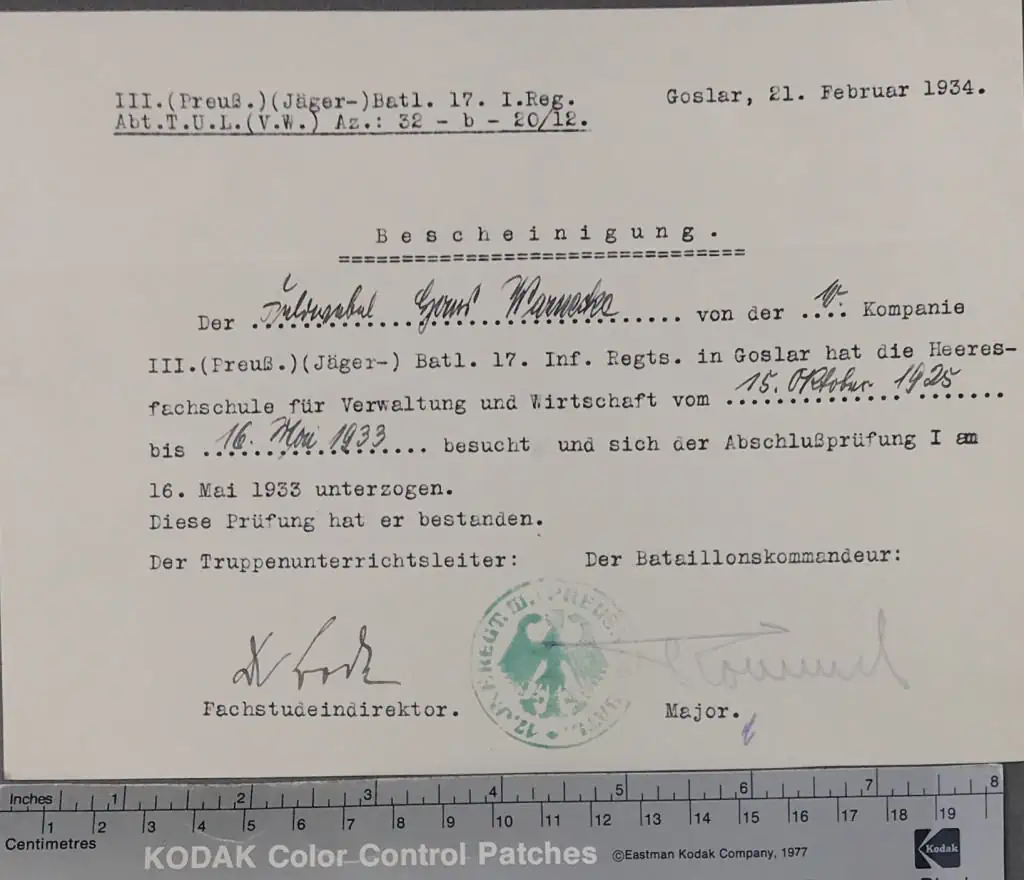 III.(Preuß.)(Jäger-)Batl. 17. I.Reg.
Abt.T.U.L.(V.W.) Az.: 32 - b - 20/12.
Goslar, 21. Februar 1934.
Bescheinigung.
Der Feldwebel Hans Warnecke von der Kompanie
III.(Preuß.)(Jäger-) Batl. 17. Inf. Regts. in Goslar hat die Heeres-
fachschule für Verwaltung und Wirtschaft vom 15. Oktober 1925
bis 16. Mai 1933 besucht und sich der Abschlußprüfung I am
16. Mai 1933 unterzogen.
Diese Prüfung hat er bestanden.
Der Truppenunterrichtsleiter: Der Bataillonskommandeur:
Rommel
Fachstudeindirektor. Major.
Inches 1 2 3 4 5 6 7 8
1 2 3 4 5 6 7 8 9 10 11 12 13 14 15 16 17 18 19
Centimetres
KODAK Color Control Patches ©Eastman Kodak Company, 1977 Kodak